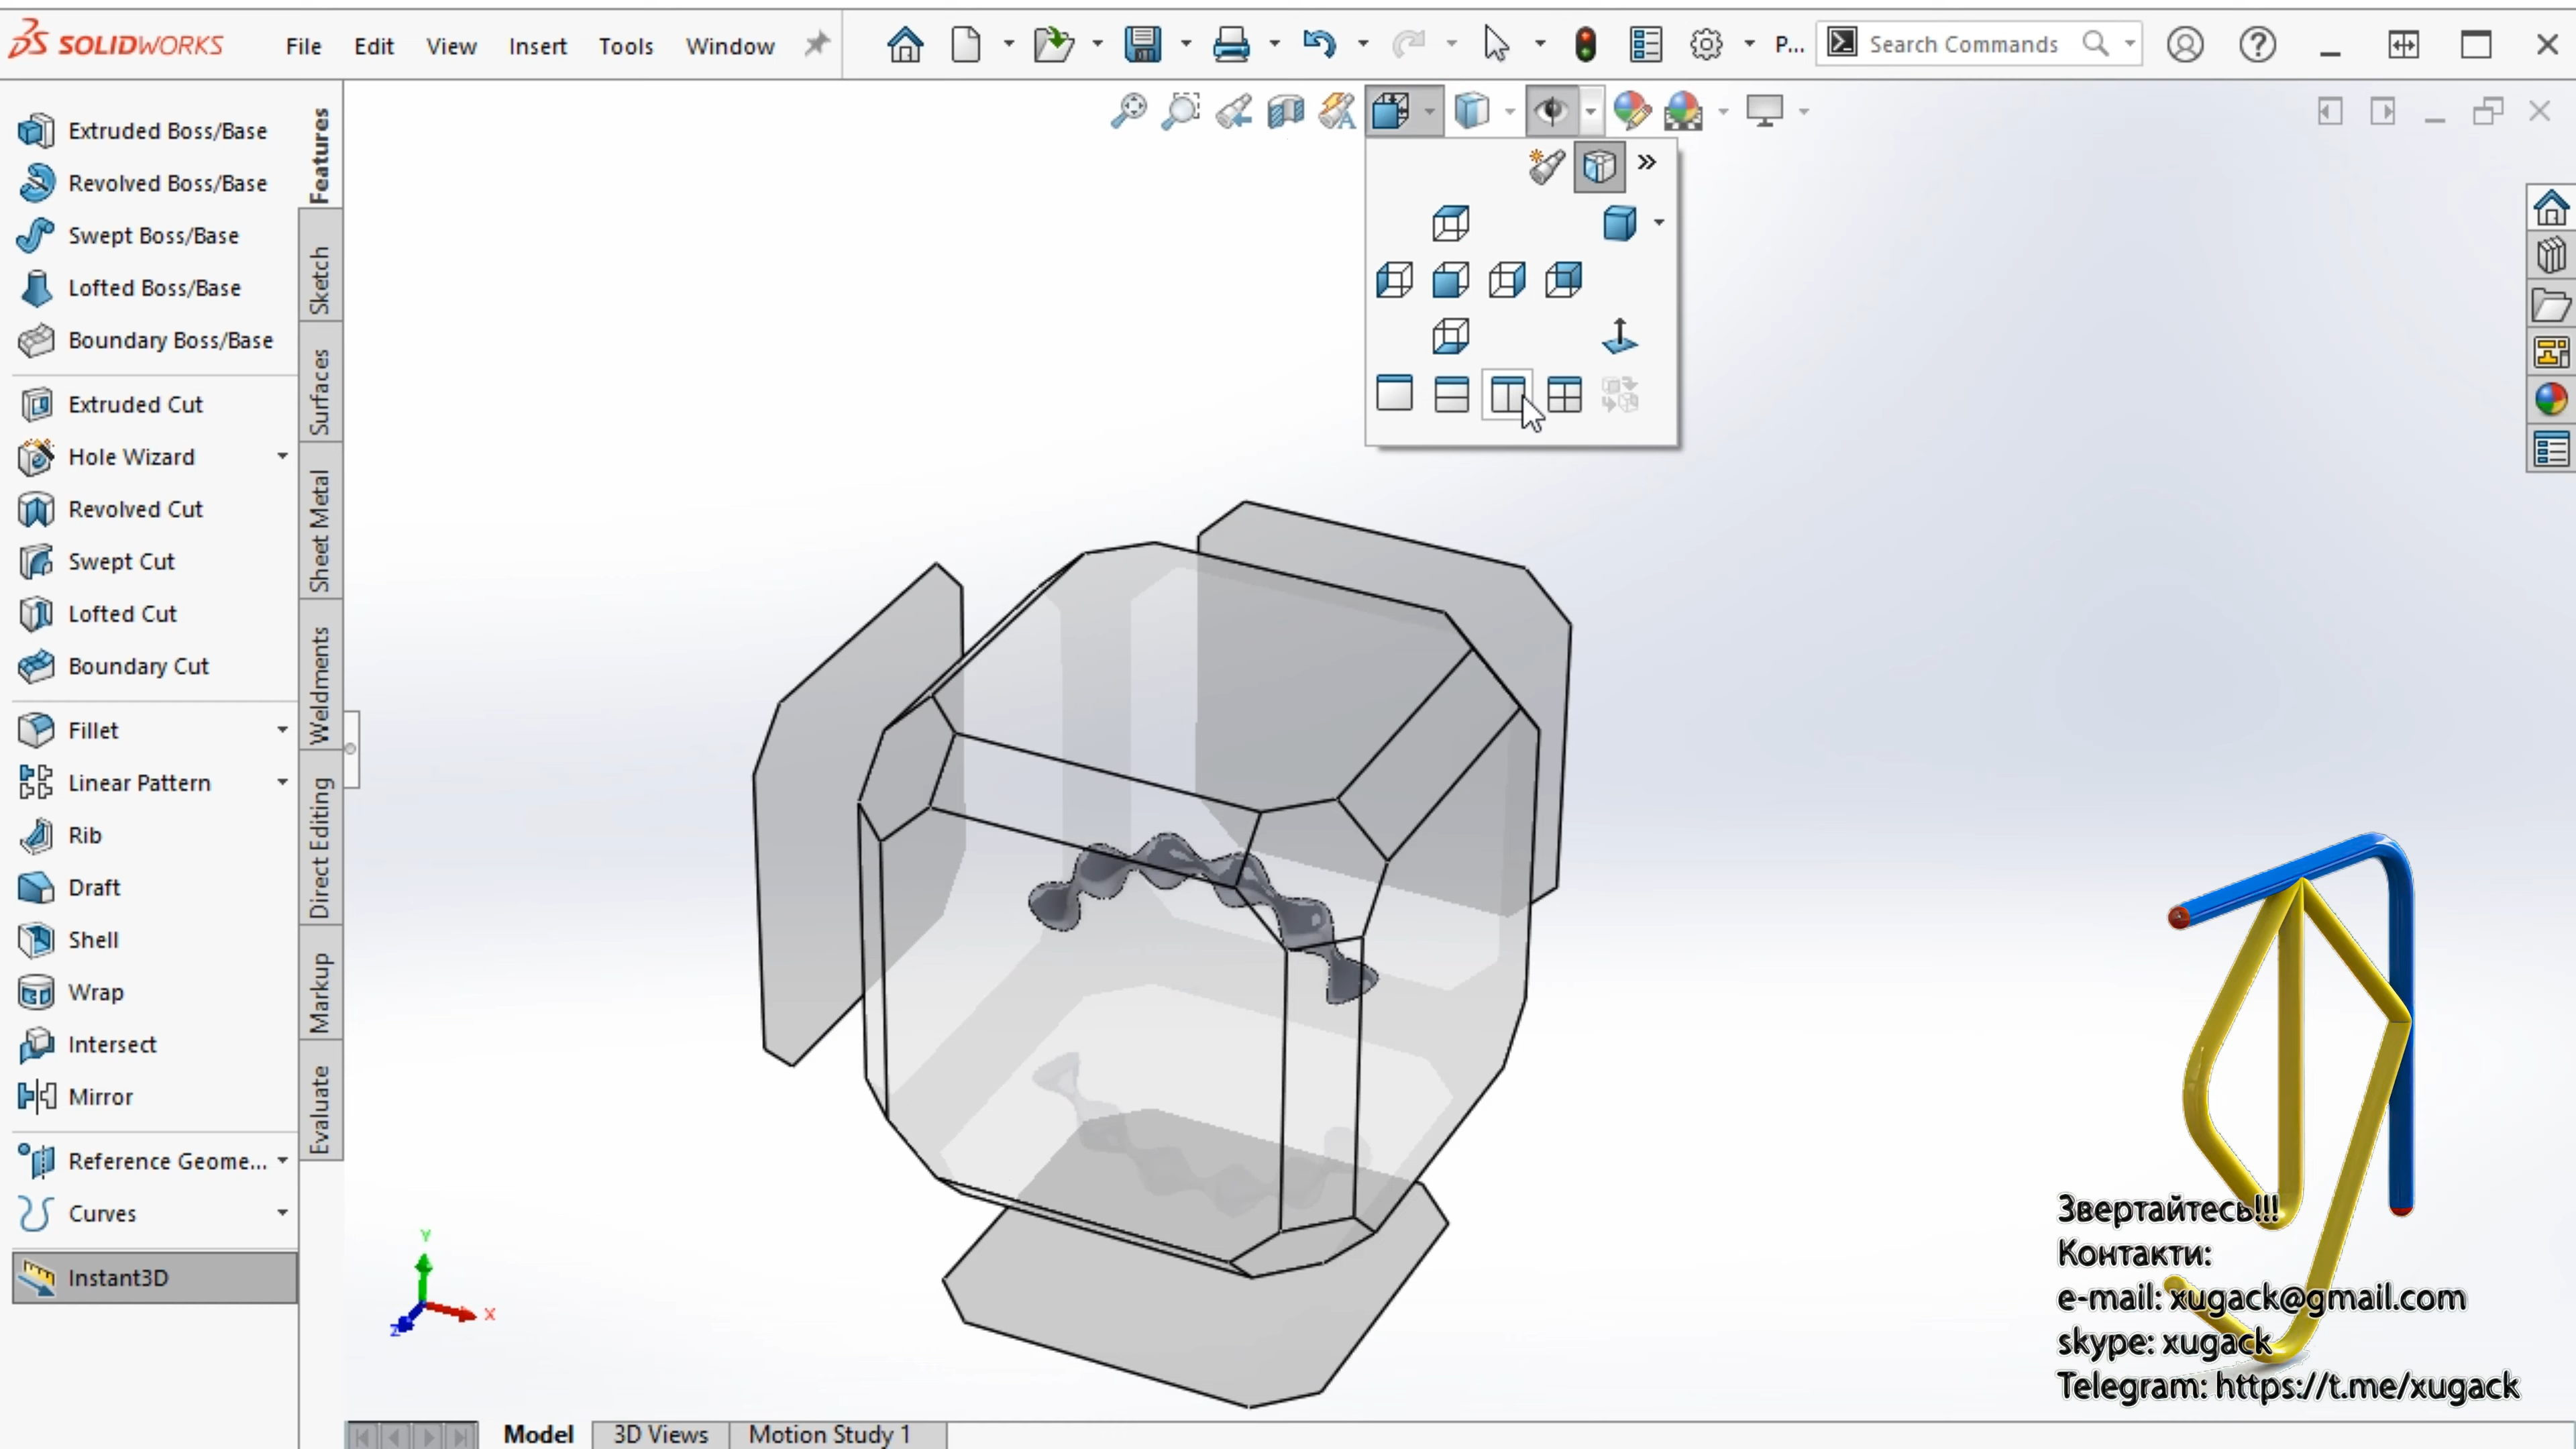 SOLIDWORKS
File Edit View Insert Tools Window
P...
Search Commands
Extruded Boss/Base
Revolved Boss/Base
Swept Boss/Base
Lofted Boss/Base
Boundary Boss/Base
Extruded Cut
Hole Wizard
Revolved Cut
Swept Cut
Lofted Cut
Boundary Cut
Fillet
Linear Pattern
Rib
Draft
Shell
Wrap
Intersect
Mirror
Reference Geome...
Curves
Instant3D
Features
Sketch
Surfaces
Sheet Metal
Weldments
Direct Editing
Markup
Evaluate
Y
X
Z
Звертайтесь!!!
Контакти:
e-mail: xugack@gmail.com
skype: xugack
Telegram: https://t.me/xugack
Model 3D Views Motion Study 1